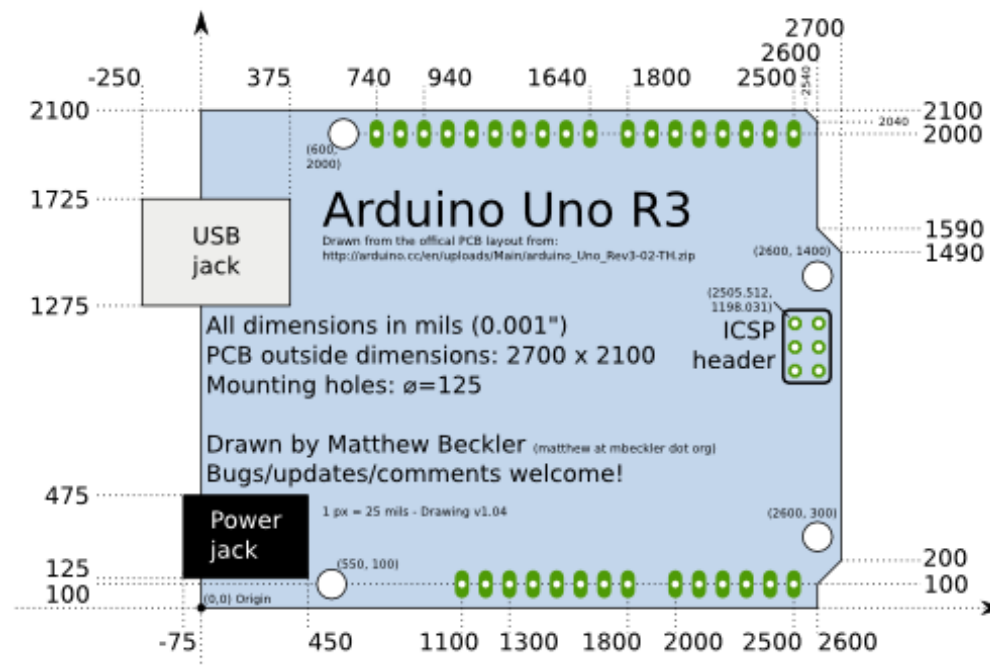 2700
2600
-250 375 740 940 1640 1800 2500 2540
2100 2100
2040
2000
(600,
2000)
1725
Arduino Uno R3
USB
jack
Drawn from the offical PCB layout from:
http://arduino.cc/en/uploads/Main/arduino_Uno_Rev3-02-TH.zip
1590
(2600, 1400)
1490
(2505.512,
1198.031)
1275
All dimensions in mils (0.001")
ICSP
header
PCB outside dimensions: 2700 x 2100
Mounting holes: ⌀=125
Drawn by Matthew Beckler (matthew at mbeckler dot org)
Bugs/updates/comments welcome!
475
Power
jack
1 px = 25 mils - Drawing v1.04
(2600, 300)
(550, 100)
200
125
100 100
(0,0) Origin
-75 450 1100 1300 1800 2000 2500 2600